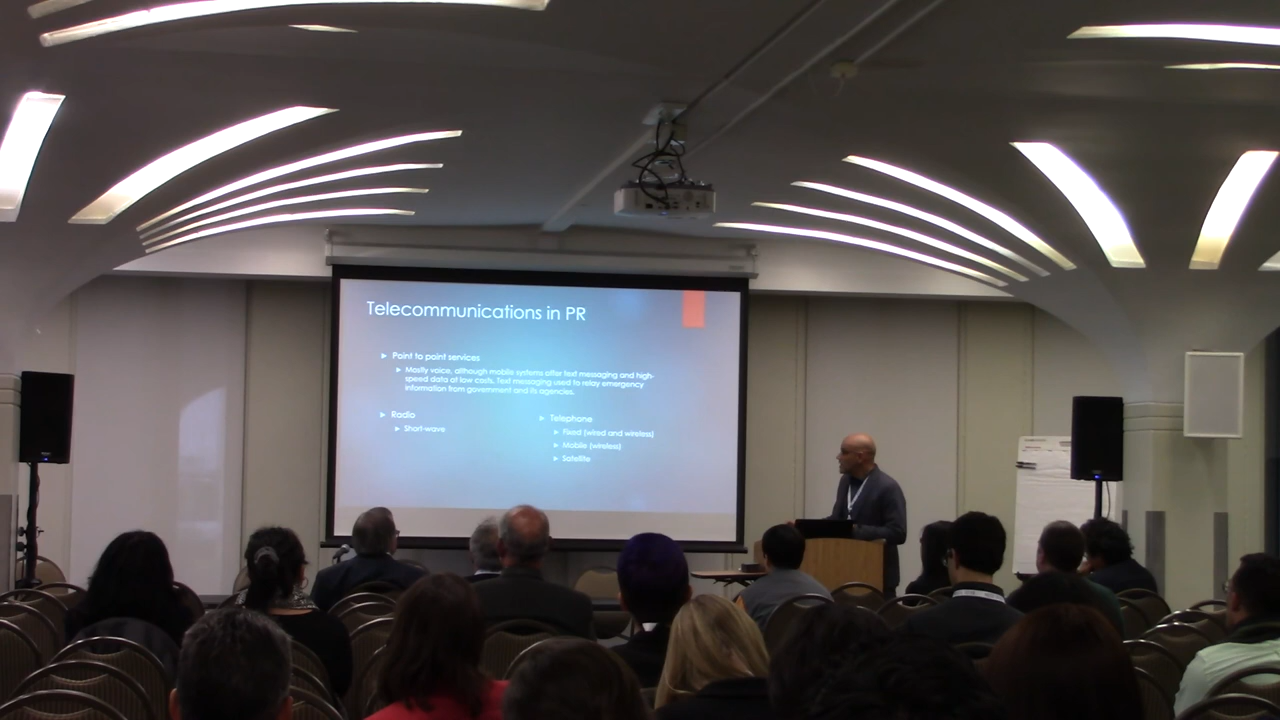 Telecommunications in PR
Point to point services
Mostly voice, although mobile systems offer text messaging and high-
speed data at low costs. Text messaging used to relay emergency
information from government and its agencies.
Radio
Short-wave
Telephone
Fixed (wired and wireless)
Mobile (wireless)
Satellite